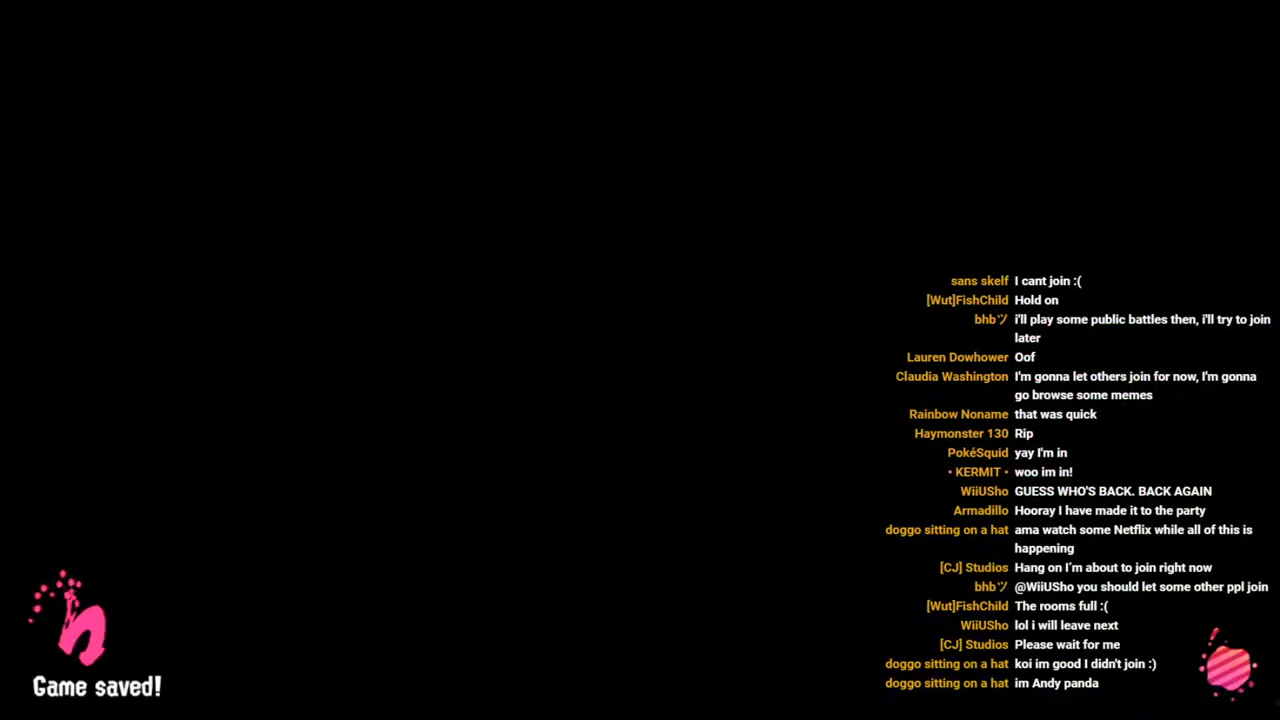 sans skelf I cant join :(
[Wut]FishChild Hold on
bhbツ i'll play some public battles then, i'll try to join
later
Lauren Dowhower Oof
Claudia Washington I'm gonna let others join for now, I'm gonna
go browse some memes
Rainbow Noname that was quick
Haymonster 130 Rip
PokéSquid yay I'm in
• KERMIT • woo im in!
WiiUSho GUESS WHO'S BACK. BACK AGAIN
Armadillo Hooray I have made it to the party
doggo sitting on a hat ama watch some Netflix while all of this is
happening
[CJ] Studios Hang on I'm about to join right now
bhbツ @WiiUSho you should let some other ppl join
[Wut]FishChild The rooms full :(
WiiUSho lol i will leave next
[CJ] Studios Please wait for me
doggo sitting on a hat koi im good I didn't join :)
doggo sitting on a hat im Andy panda
Game saved!